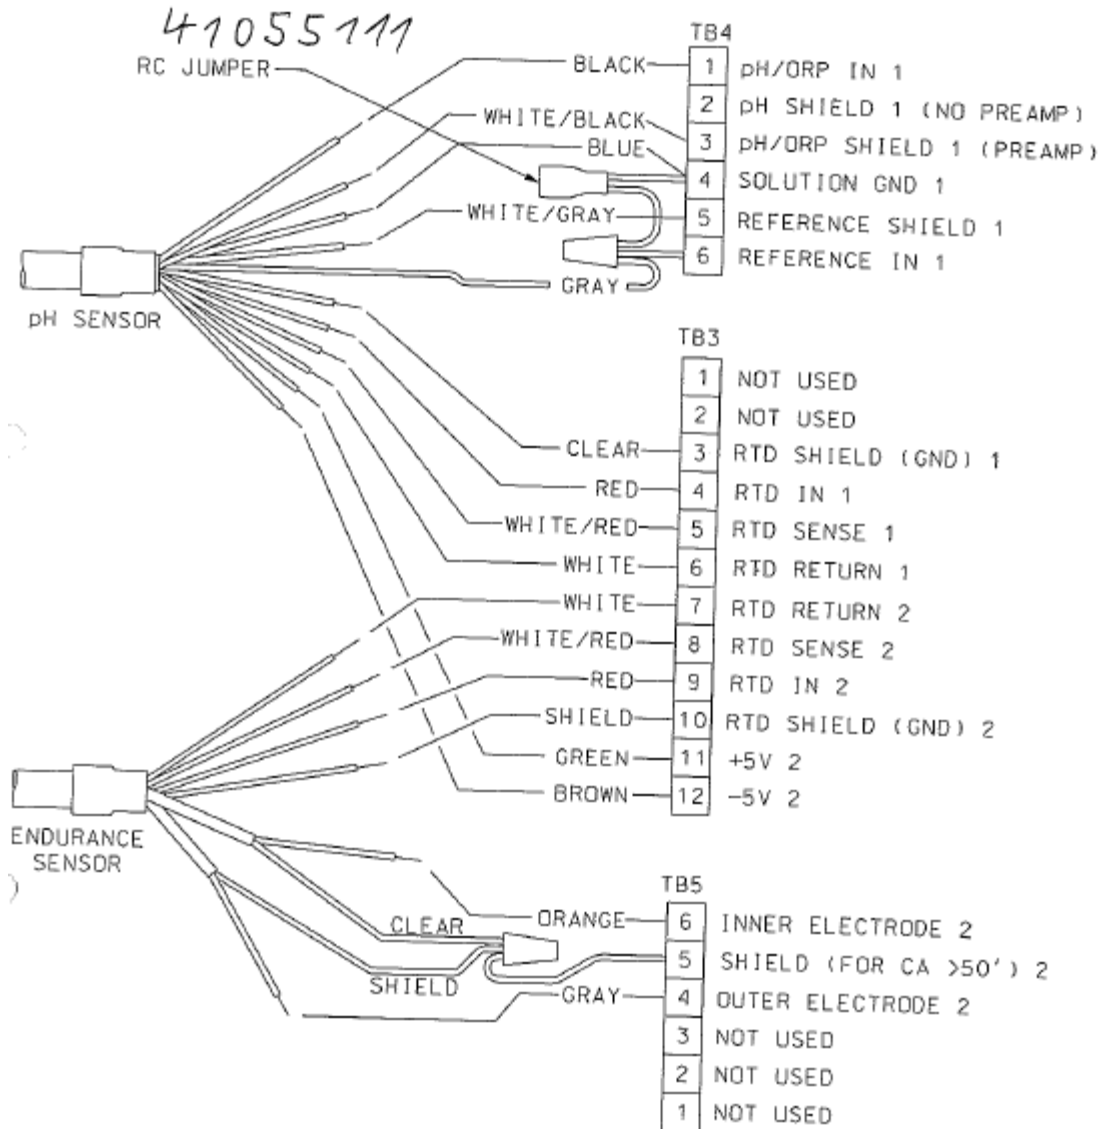 41055111
RC JUMPER
TB4
BLACK 1 pH/ORP IN 1
2 pH SHIELD 1 (NO PREAMP)
WHITE/BLACK 3 pH/ORP SHIELD 1 (PREAMP)
BLUE 4 SOLUTION GND 1
WHITE/GRAY 5 REFERENCE SHIELD 1
6 REFERENCE IN 1
GRAY
pH SENSOR
TB3
1 NOT USED
2 NOT USED
CLEAR 3 RTD SHIELD (GND) 1
RED 4 RTD IN 1
WHITE/RED 5 RTD SENSE 1
WHITE 6 RTD RETURN 1
WHITE 7 RTD RETURN 2
WHITE/RED 8 RTD SENSE 2
RED 9 RTD IN 2
SHIELD 10 RTD SHIELD (GND) 2
GREEN 11 +5V 2
BROWN 12 -5V 2
ENDURANCE
SENSOR
TB5
ORANGE 6 INNER ELECTRODE 2
CLEAR
5 SHIELD (FOR CA >50') 2
SHIELD
GRAY 4 OUTER ELECTRODE 2
3 NOT USED
2 NOT USED
1 NOT USED